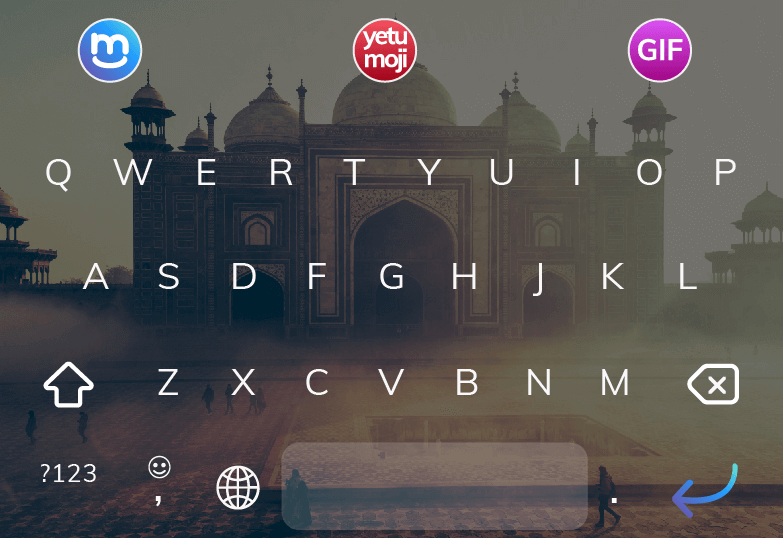 m
yetu
moji
GIF
Q W E R T Y U I O P
A S D F G H J K L
Z X C V B N M
?123 , .